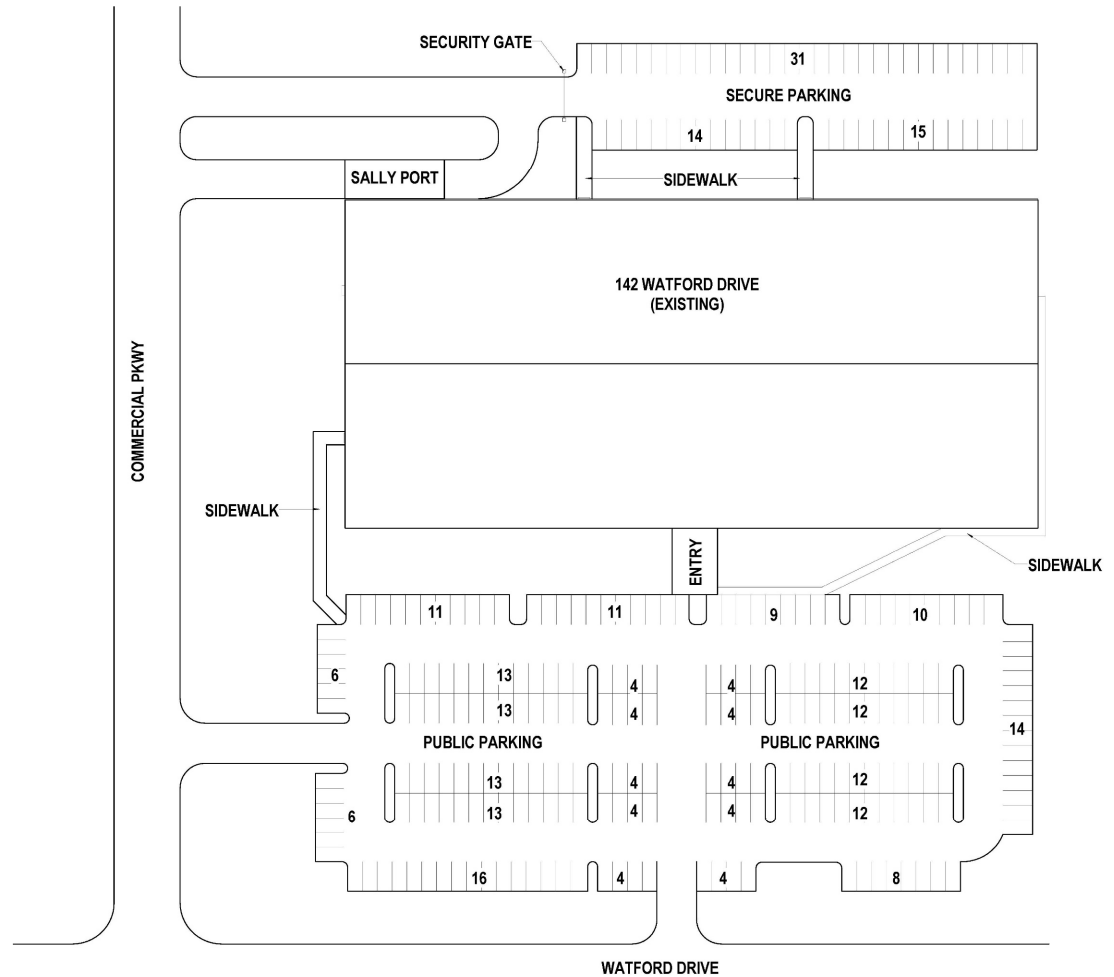 SECURITY GATE
31
SECURE PARKING
14
15
SALLY PORT
SIDEWALK
142 WATFORD DRIVE
(EXISTING)
COMMERCIAL PKWY
SIDEWALK
ENTRY
SIDEWALK
11
11
9
10
6
13
4
4
12
13
4
4
12
14
PUBLIC PARKING
PUBLIC PARKING
13
4
4
12
6
13
4
4
12
16
4
4
8
WATFORD DRIVE